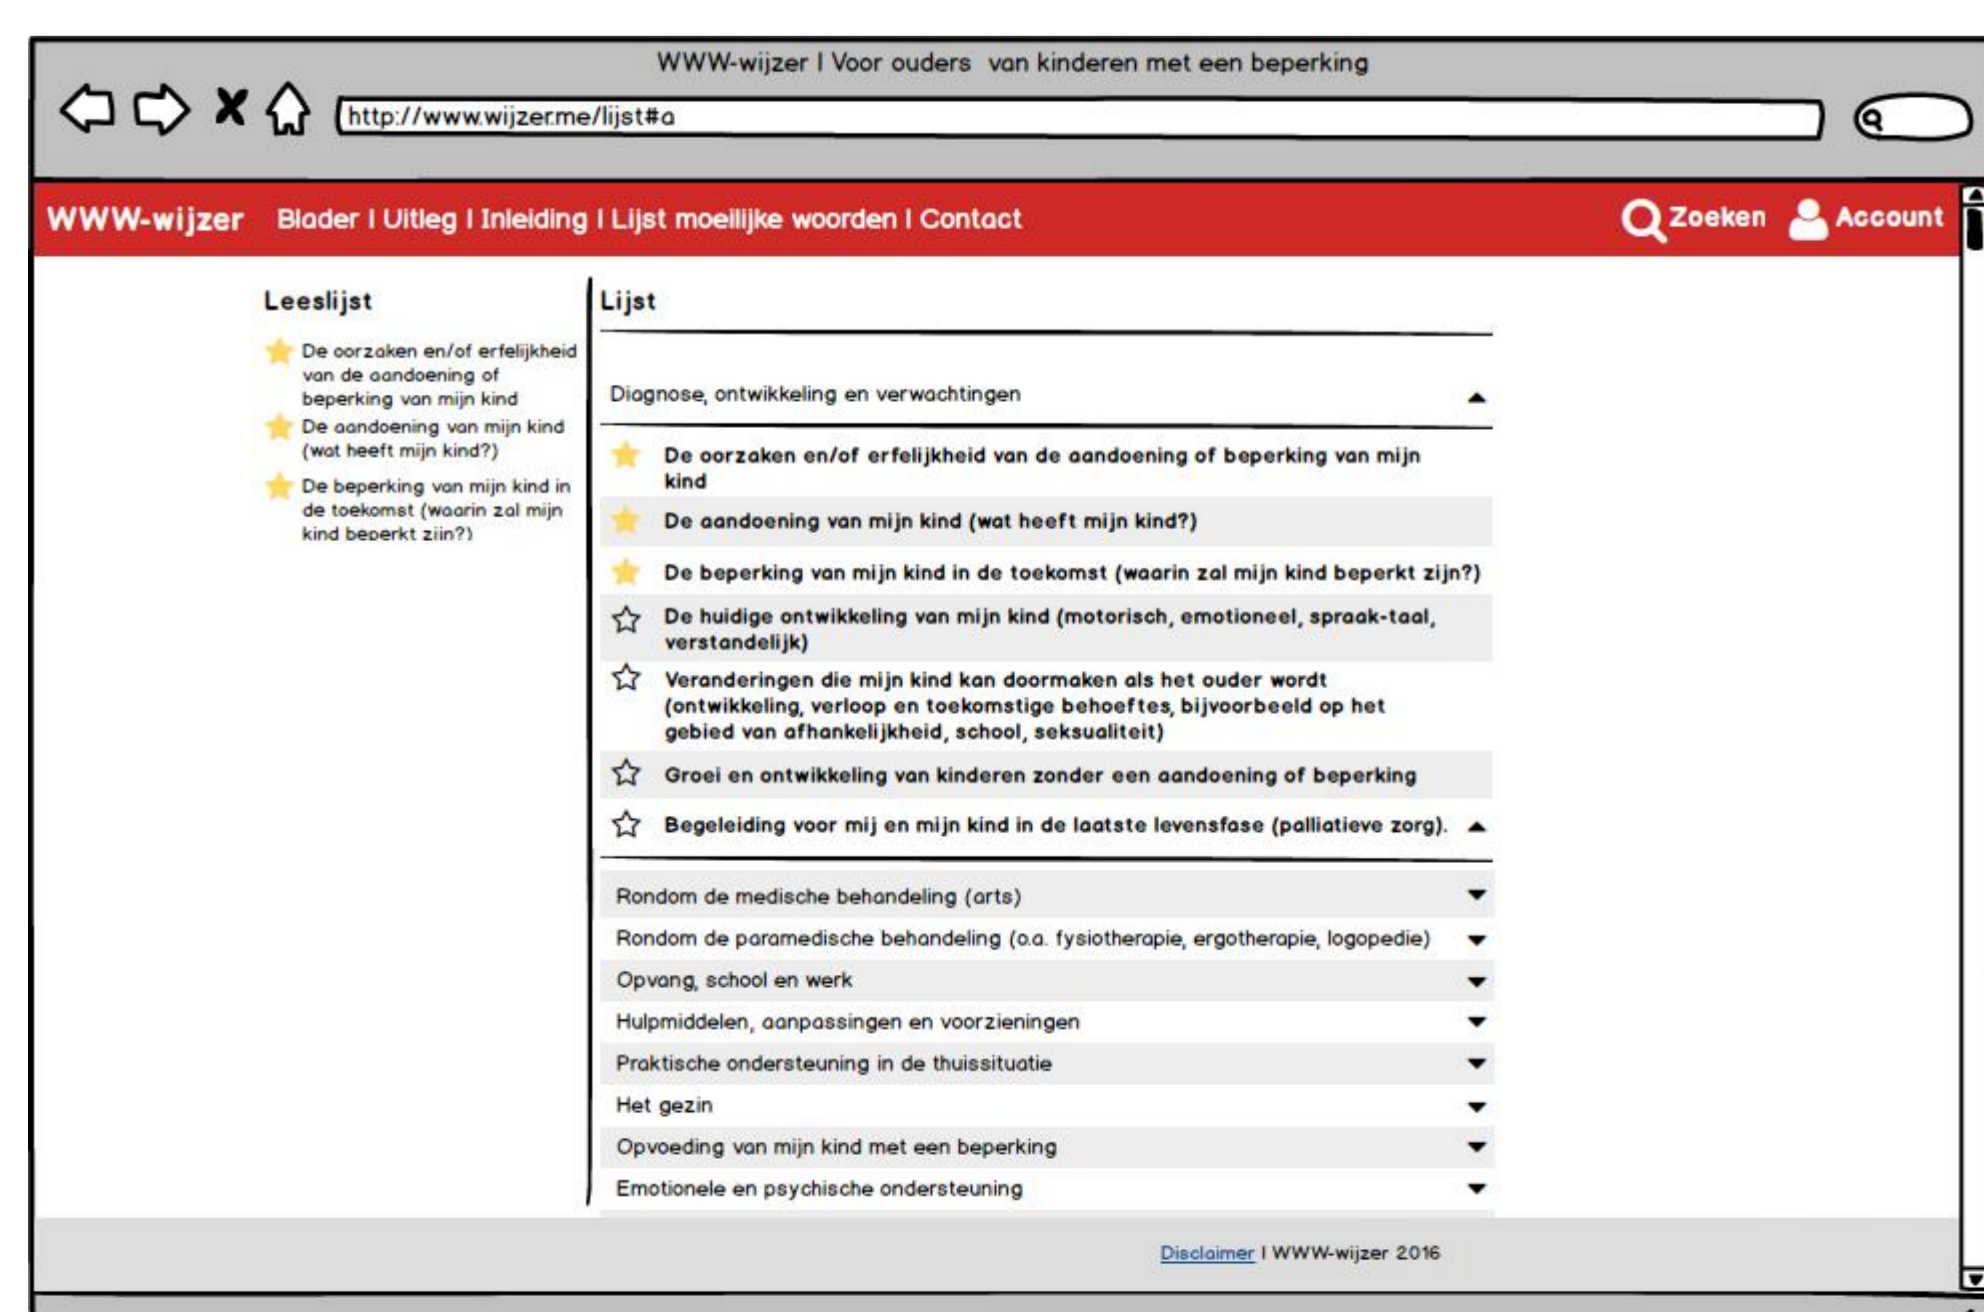 WWW-wijzer | Voor ouders van kinderen met een beperking
http://www.wijzer.me/lijst#a
WWW-wijzer Blader | Uitleg | Inleiding | Lijst moeilijke woorden | Contact Zoeken Account
Leeslijst
De oorzaken en/of erfelijkheid
van de aandoening of
beperking van mijn kind
De aandoening van mijn kind
(wat heeft mijn kind?)
De beperking van mijn kind in
de toekomst (waarin zal mijn
kind beperkt zijn?)
Lijst
Diagnose, ontwikkeling en verwachtingen
De oorzaken en/of erfelijkheid van de aandoening of beperking van mijn
kind
De aandoening van mijn kind (wat heeft mijn kind?)
De beperking van mijn kind in de toekomst (waarin zal mijn kind beperkt zijn?)
De huidige ontwikkeling van mijn kind (motorisch, emotioneel, spraak-taal,
verstandelijk)
Veranderingen die mijn kind kan doormaken als het ouder wordt
(ontwikkeling, verloop en toekomstige behoeftes, bijvoorbeeld op het
gebied van afhankelijkheid, school, seksualiteit)
Groei en ontwikkeling van kinderen zonder een aandoening of beperking
Begeleiding voor mij en mijn kind in de laatste levensfase (palliatieve zorg).
Rondom de medische behandeling (arts)
Rondom de paramedische behandeling (o.a. fysiotherapie, ergotherapie, logopedie)
Opvang, school en werk
Hulpmiddelen, aanpassingen en voorzieningen
Praktische ondersteuning in de thuissituatie
Het gezin
Opvoeding van mijn kind met een beperking
Emotionele en psychische ondersteuning
Disclaimer | WWW-wijzer 2016